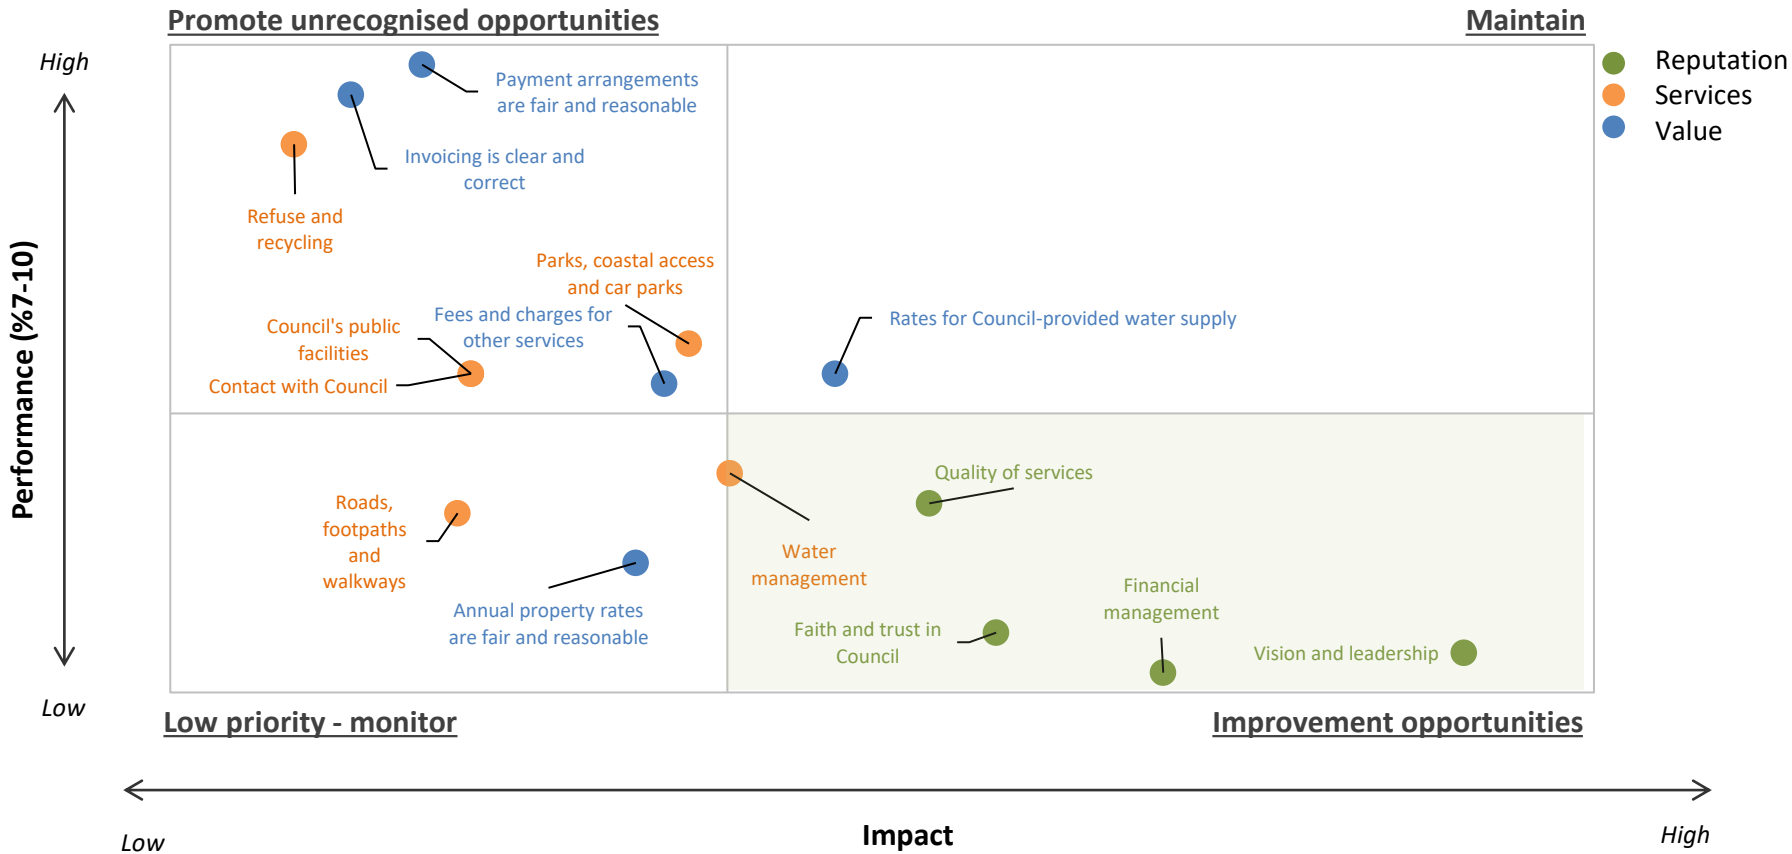 Promote unrecognised opportunities
Maintain
High
Reputation
Services
Value
Payment arrangements
are fair and reasonable
Invoicing is clear and
correct
Refuse and
recycling
Parks, coastal access
and car parks
Fees and charges for
other services
Council's public
facilities
Contact with Council
Rates for Council-provided water supply
Performance (%7-10)
Quality of services
Roads,
footpaths
and
walkways
Water
management
Annual property rates
are fair and reasonable
Financial
management
Faith and trust in
Council
Vision and leadership
Low
Low priority - monitor
Improvement opportunities
Low
Impact
High